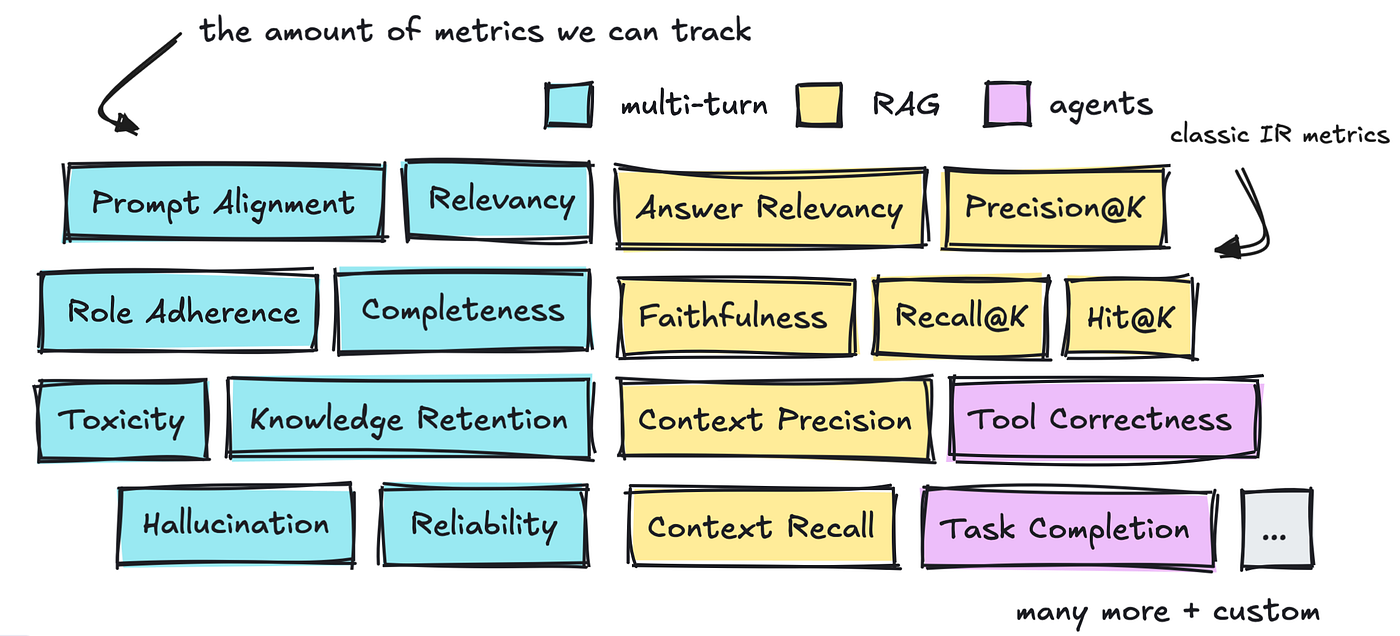 the amount of metrics we can track
multi-turn RAG agents
classic IR metrics
Prompt Alignment Relevancy Answer Relevancy Precision@K
Role Adherence Completeness Faithfulness Recall@K Hit@K
Toxicity Knowledge Retention Context Precision Tool Correctness
Hallucination Reliability Context Recall Task Completion ...
many more + custom